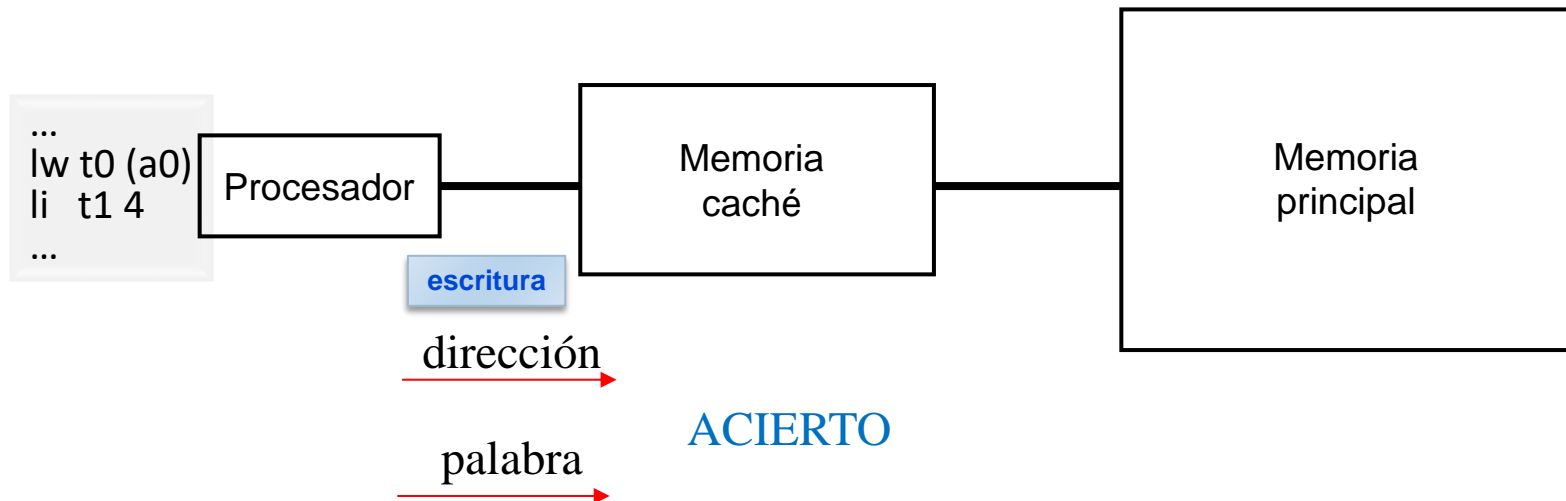 ...
lw t0 (a0)
li t1 4
...
Procesador
Memoria
caché
Memoria
principal
escritura
dirección
ACIERTO
palabra